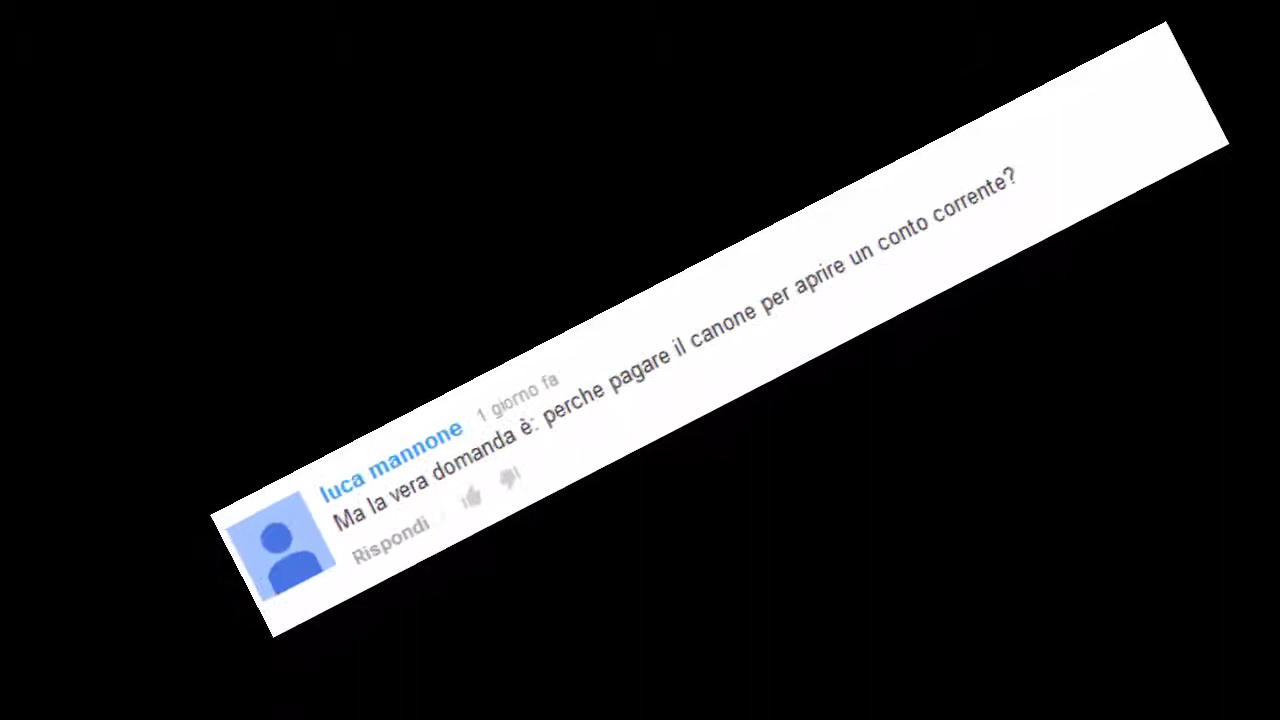 luca mannone 1 giorno fa
Ma la vera domanda è: perche pagare il canone per aprire un conto corrente?
Rispondi